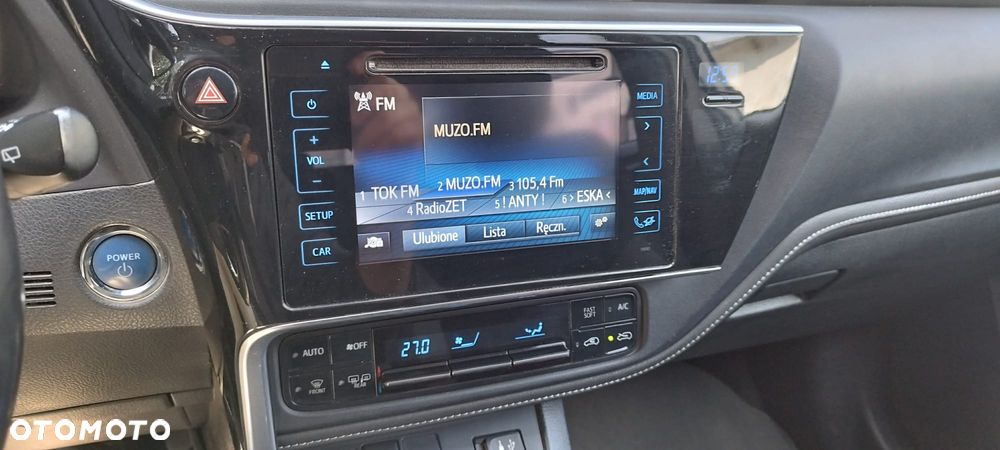 12:51
FM
MEDIA
MUZO.FM
VOL
1 TOK FM 2 MUZO.FM 3 105,4 Fm
4 RadioZET 5 ! ANTY ! 6 > ESKA <
MAP/NAV
SETUP
CAR
Ulubione Lista Ręczn.
POWER
FAST
SOFT
A/C
AUTO
OFF
27.0
FRONT
REAR
OTOMOTO